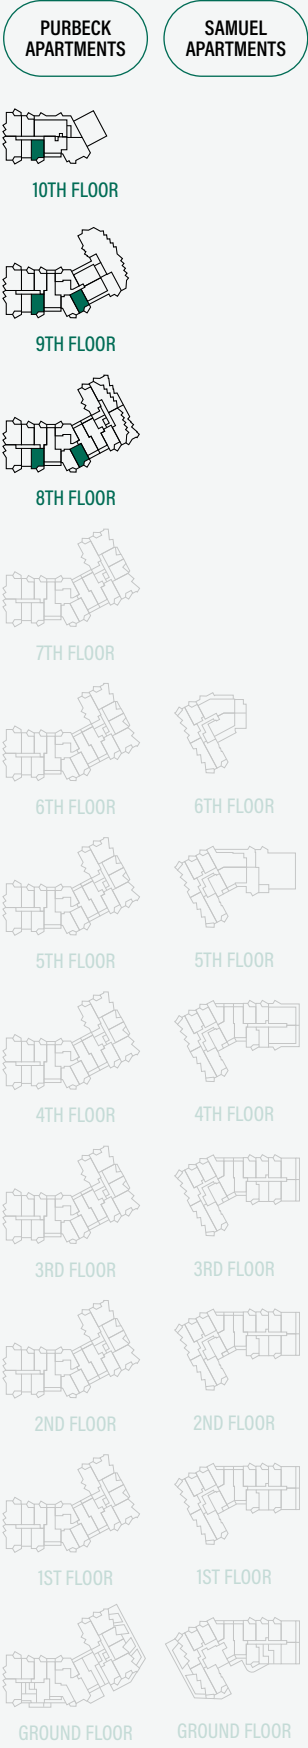 PURBECK
APARTMENTS
SAMUEL
APARTMENTS
10TH FLOOR
9TH FLOOR
8TH FLOOR
7TH FLOOR
6TH FLOOR
6TH FLOOR
5TH FLOOR
5TH FLOOR
4TH FLOOR
4TH FLOOR
3RD FLOOR
3RD FLOOR
2ND FLOOR
2ND FLOOR
1ST FLOOR
1ST FLOOR
GROUND FLOOR
GROUND FLOOR